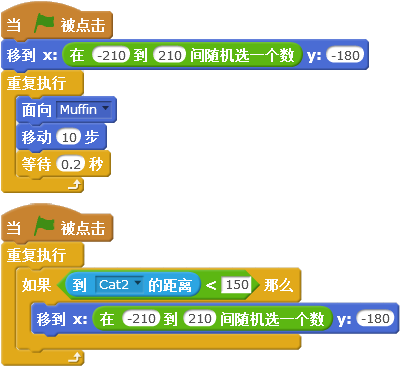 当 被点击
移到 x: 在 -210 到 210 间随机选一个数 y: -180
重复执行
面向 Muffin
移动 10 步
等待 0.2 秒
当 被点击
重复执行
如果 到 Cat2 的距离 < 150 那么
移到 x: 在 -210 到 210 间随机选一个数 y: -180